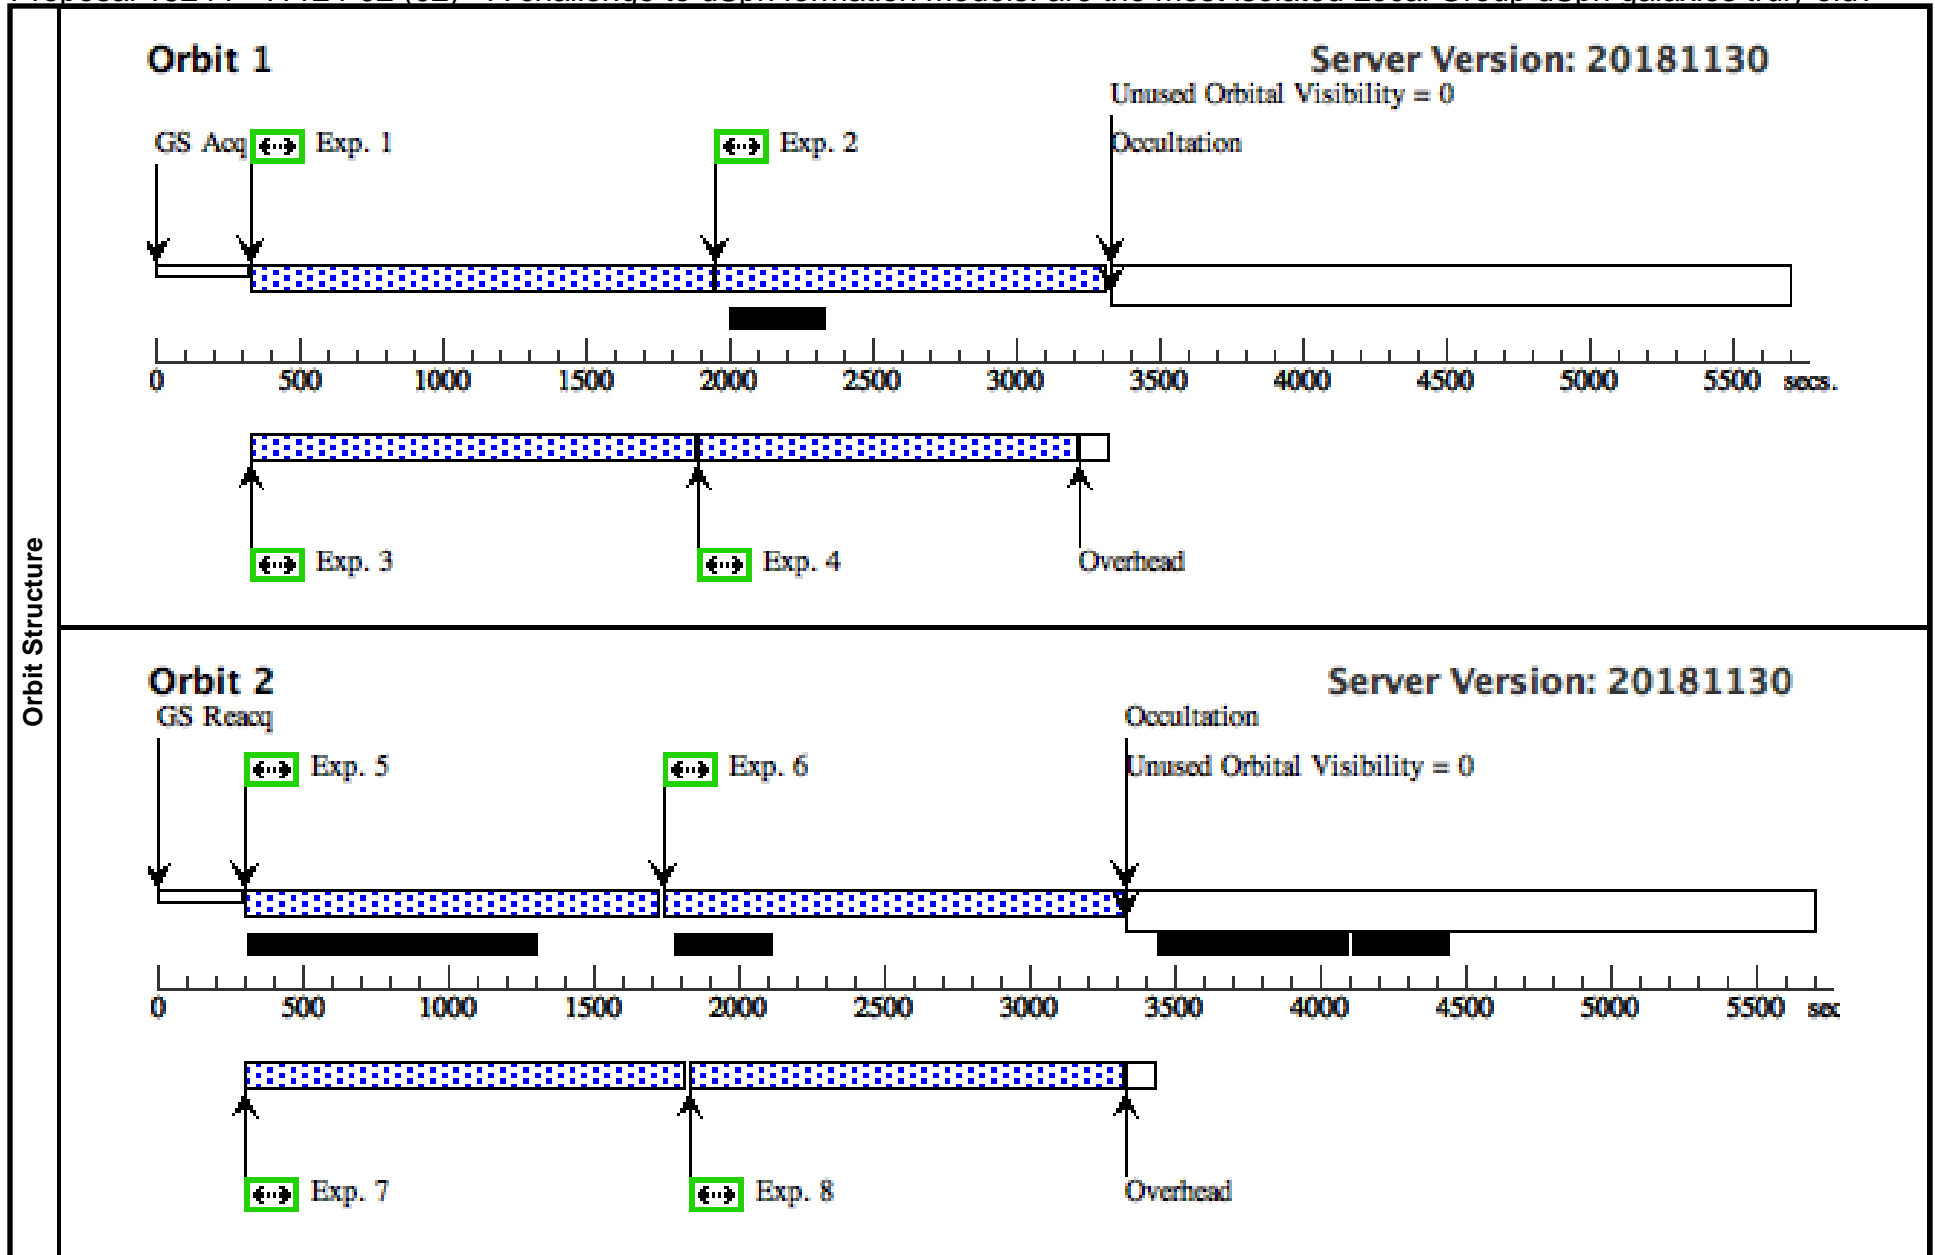 Orbit Structure
Orbit 1
Server Version: 20181130
Unused Orbital Visibility = 0
GS Acq
Exp. 1
Exp. 2
Occultation
0 500 1000 1500 2000 2500 3000 3500 4000 4500 5000 5500 secs.
Exp. 3
Exp. 4
Overhead
Orbit 2
Server Version: 20181130
GS Reacq
Occultation
Exp. 5
Exp. 6
Unused Orbital Visibility = 0
0 500 1000 1500 2000 2500 3000 3500 4000 4500 5000 5500 sec
Exp. 7
Exp. 8
Overhead